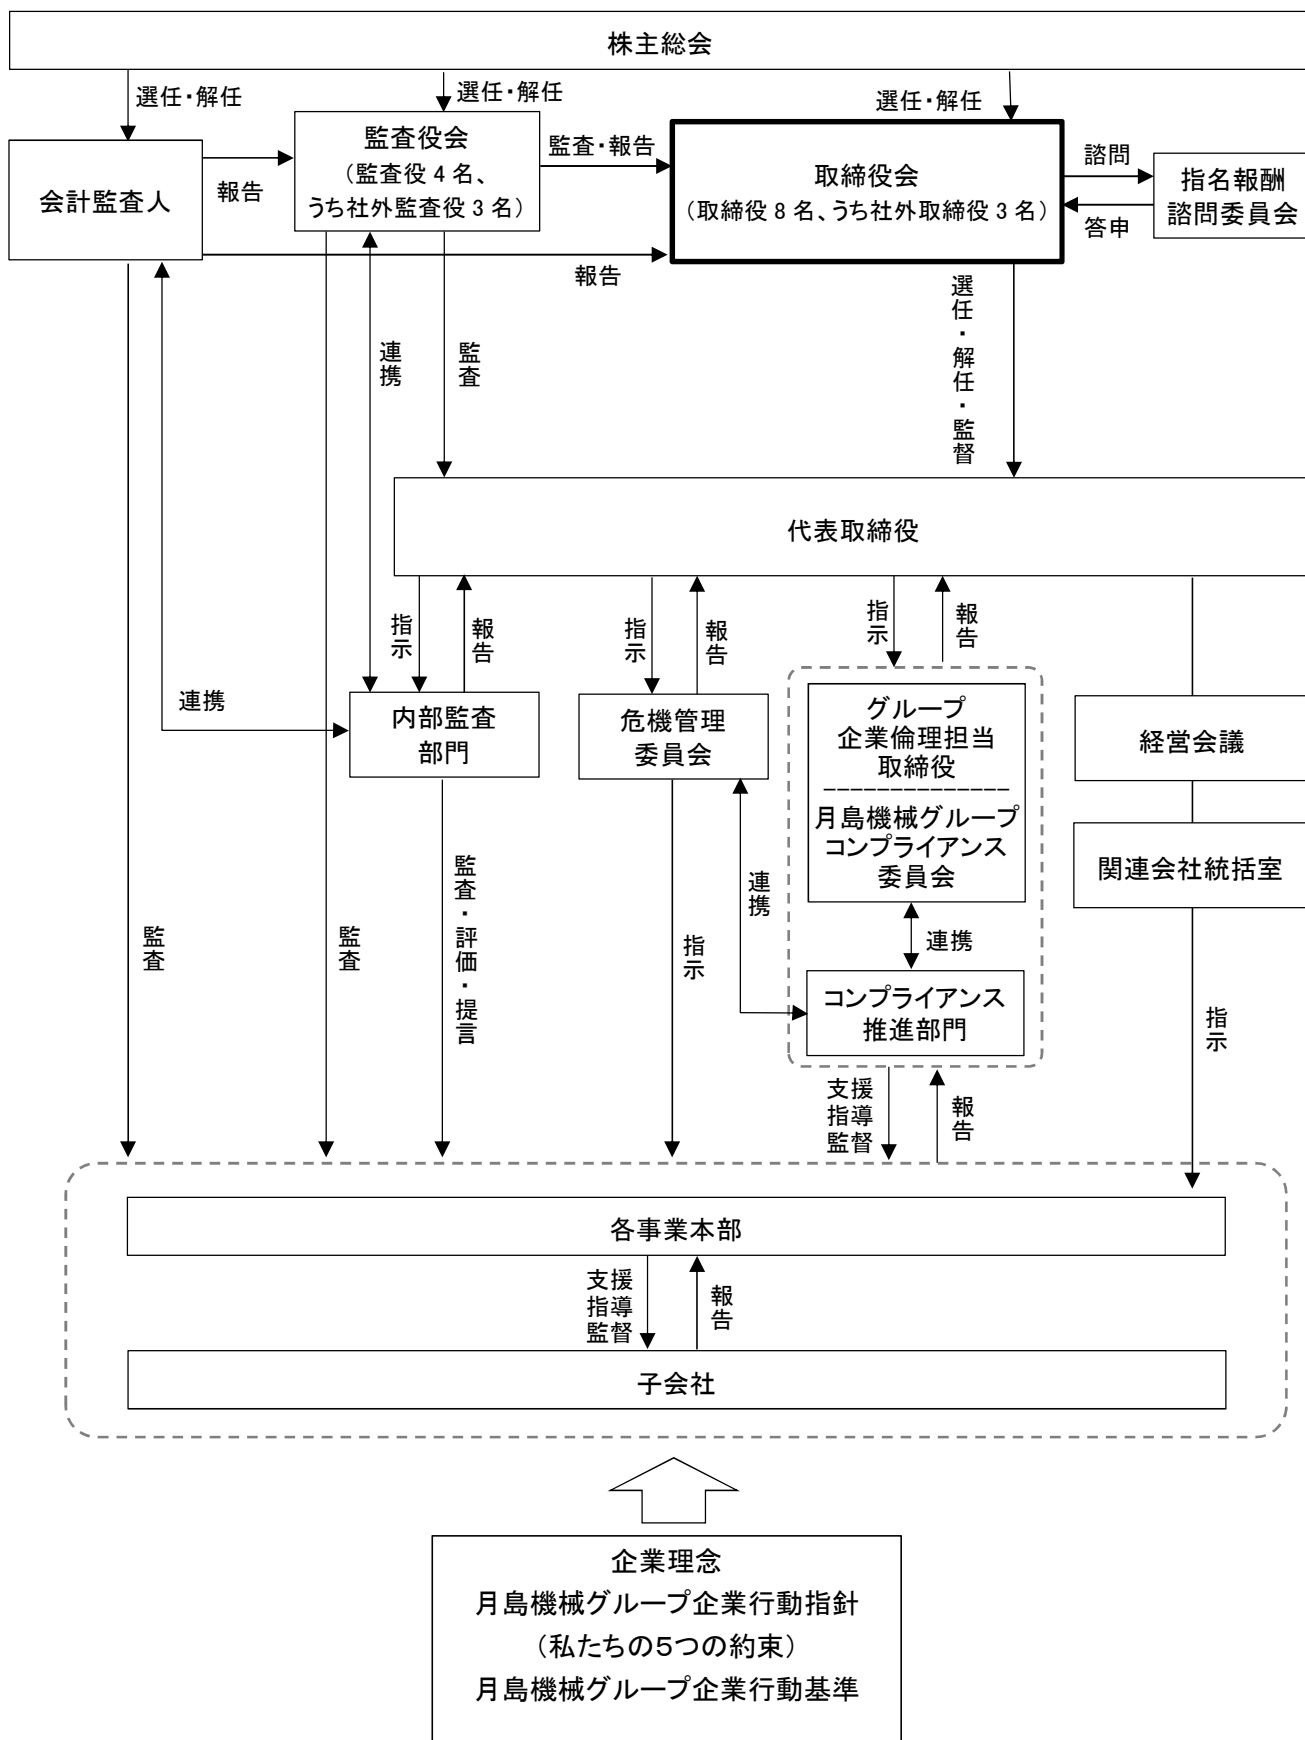 株主総会
選任・解任
選任・解任
選任・解任
会計監査人
報告
監査役会
（監査役 4 名、
うち社外監査役 3 名）
監査・報告
取締役会
（取締役 8 名、うち社外取締役 3 名）
諮問
答申
指名報酬
諮問委員会
報告
連携
監査
選任・解任・監督
代表取締役
指示
報告
指示
報告
指示
報告
連携
内部監査
部門
危機管理
委員会
グループ
企業倫理担当
取締役
月島機械グループ
コンプライアンス
委員会
経営会議
関連会社統括室
連携
連携
コンプライアンス
推進部門
監査
監査
監査・評価・提言
指示
指示
支援
指導
監督
報告
各事業本部
支援
指導
監督
報告
子会社
企業理念
月島機械グループ企業行動指針
（私たちの5つの約束）
月島機械グループ企業行動基準